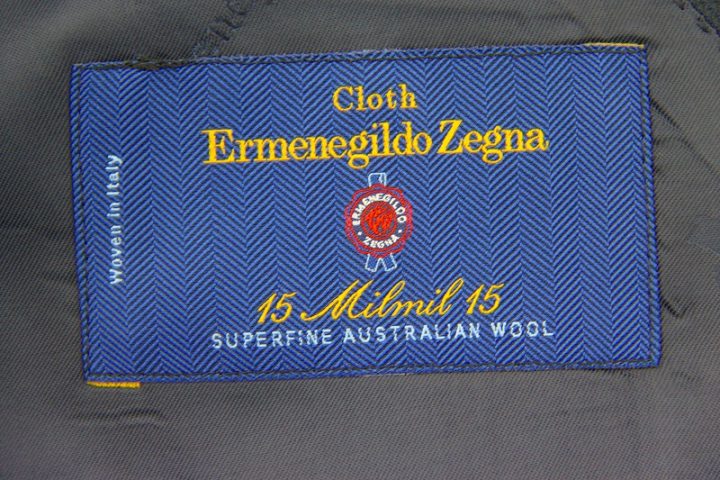 Cloth
Ermenegildo Zegna
Woven in Italy
ERMENEGILDO
ZEGNA
15 Milmil 15
SUPERFINE AUSTRALIAN WOOL